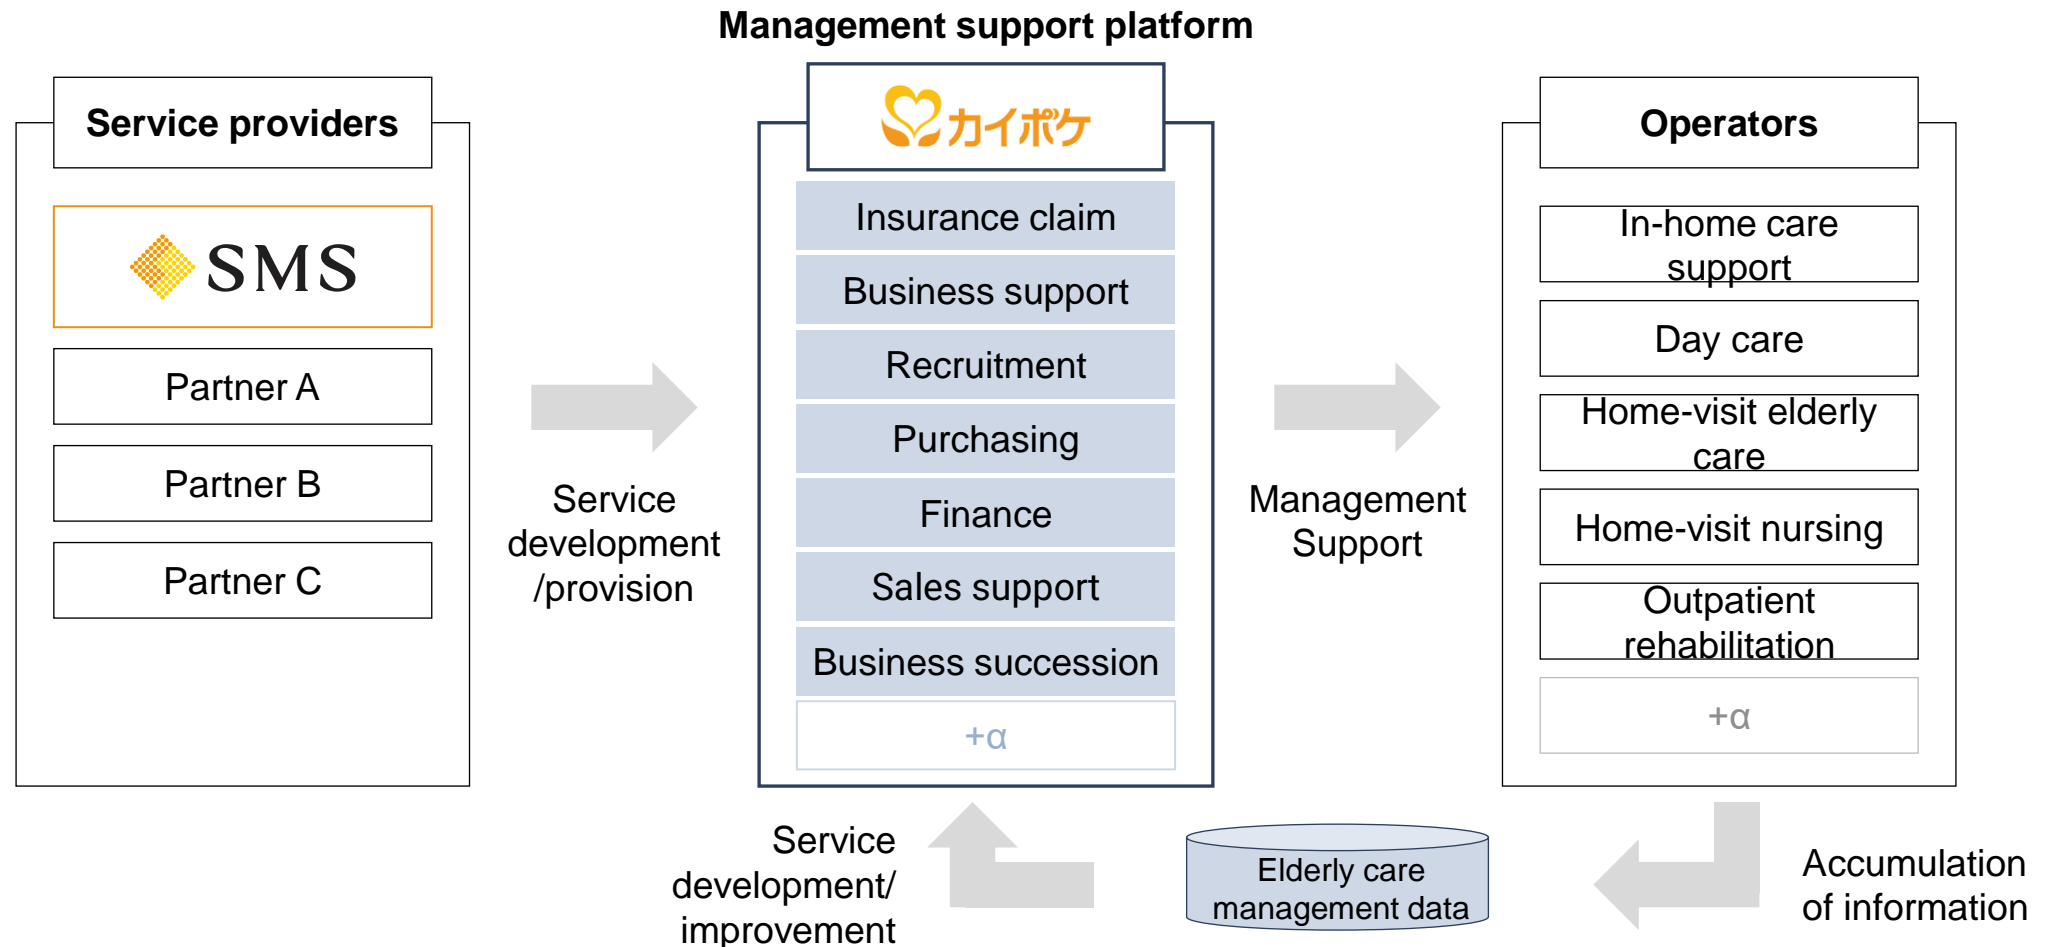 Management support platform
Service providers
SMS
Partner A
Partner B
Partner C
Service
development
/provision
カイポケ
Insurance claim
Business support
Recruitment
Purchasing
Finance
Sales support
Business succession
+α
Management
Support
Operators
In-home care
support
Day care
Home-visit elderly
care
Home-visit nursing
Outpatient
rehabilitation
+α
Service
development/
improvement
Elderly care
management data
Accumulation
of information